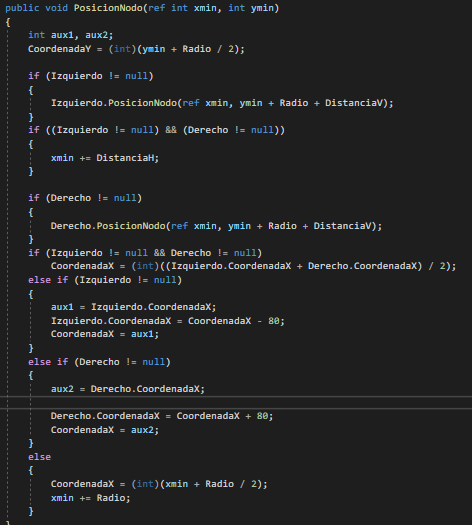 public void PosicionNodo(ref int xmin, int ymin)
{
int aux1, aux2;
CoordenadaY = (int)(ymin + Radio / 2);
if (Izquierdo != null)
{
Izquierdo.PosicionNodo(ref xmin, ymin + Radio + DistanciaV);
}
if ((Izquierdo != null) && (Derecho != null))
{
xmin += DistanciaH;
}
if (Derecho != null)
{
Derecho.PosicionNodo(ref xmin, ymin + Radio + DistanciaV);
}
if (Izquierdo != null && Derecho != null)
CoordenadaX = (int)((Izquierdo.CoordenadaX + Derecho.CoordenadaX) / 2);
else if (Izquierdo != null)
{
aux1 = Izquierdo.CoordenadaX;
Izquierdo.CoordenadaX = CoordenadaX - 80;
CoordenadaX = aux1;
}
else if (Derecho != null)
{
aux2 = Derecho.CoordenadaX;
Derecho.CoordenadaX = CoordenadaX + 80;
CoordenadaX = aux2;
}
else
{
CoordenadaX = (int)(xmin + Radio / 2);
xmin += Radio;
}
}